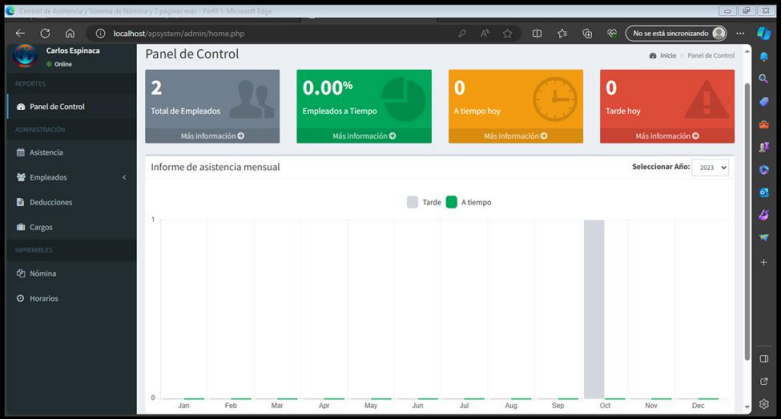 Control de Asistencia y Sistema de Nómina y 2 páginas más - Perfil 1: Microsoft Edge
localhost/apsystem/admin/home.php
No se está sincronizando
Carlos Espinaca
Online
REPORTES
Panel de Control
ADMINISTRACIÓN
Asistencia
Empleados
Deducciones
Cargos
IMPRIMIBLES
Nómina
Horarios
Panel de Control
Inicio > Panel de Control
2
Total de Empleados
Más información
0.00%
Empleados a Tiempo
Más información
0
A tiempo hoy
Más información
0
Tarde hoy
Más información
Informe de asistencia mensual
Seleccionar Año: 2023
Tarde A tiempo
1
0
Jan Feb Mar Apr May Jun Jul Aug Sep Oct Nov Dec